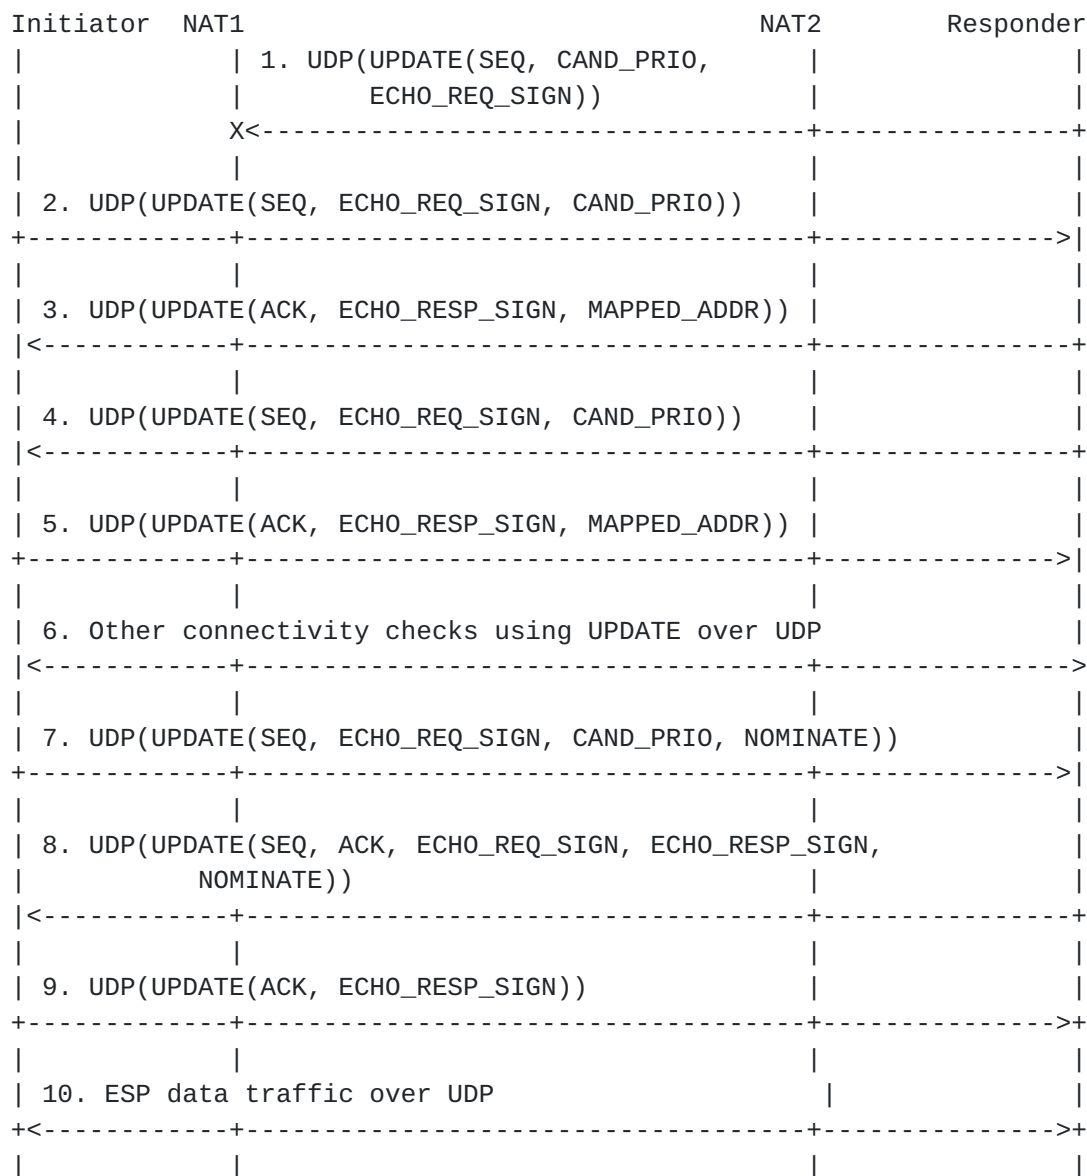 Initiator NAT1 NAT2 Responder
1. UDP(UPDATE(SEQ, CAND_PRIO,
ECHO_REQ_SIGN))
X
2. UDP(UPDATE(SEQ, ECHO_REQ_SIGN, CAND_PRIO))
3. UDP(UPDATE(ACK, ECHO_RESP_SIGN, MAPPED_ADDR))
4. UDP(UPDATE(SEQ, ECHO_REQ_SIGN, CAND_PRIO))
5. UDP(UPDATE(ACK, ECHO_RESP_SIGN, MAPPED_ADDR))
6. Other connectivity checks using UPDATE over UDP
7. UDP(UPDATE(SEQ, ECHO_REQ_SIGN, CAND_PRIO, NOMINATE))
8. UDP(UPDATE(SEQ, ACK, ECHO_REQ_SIGN, ECHO_RESP_SIGN,
NOMINATE))
9. UDP(UPDATE(ACK, ECHO_RESP_SIGN))
10. ESP data traffic over UDP